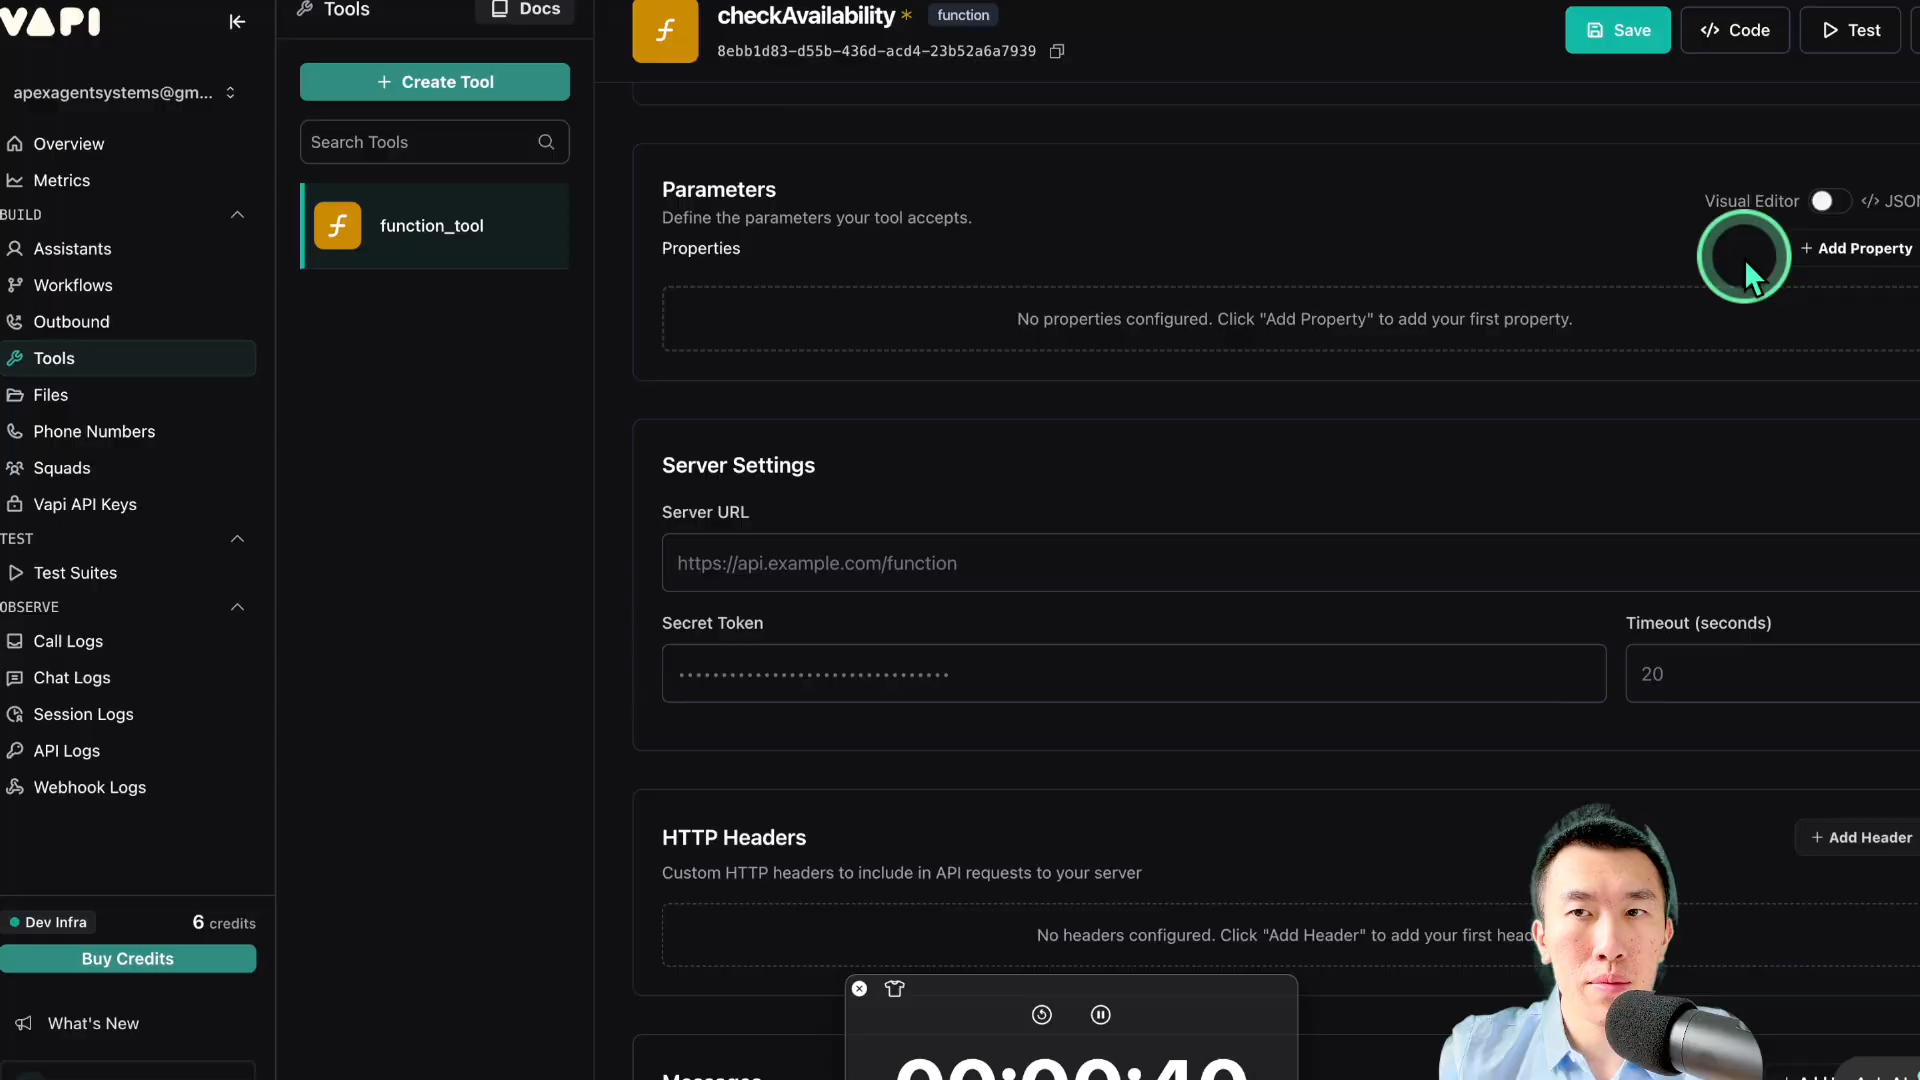 VAPI
apexagentsystems@gm...
Overview
Metrics
BUILD
Assistants
Workflows
Outbound
Tools
Files
Phone Numbers
Squads
Vapi API Keys
TEST
Test Suites
OBSERVE
Call Logs
Chat Logs
Session Logs
API Logs
Webhook Logs
Dev Infra
6 credits
Buy Credits
What's New
Tools
Docs
Create Tool
Search Tools
function_tool
checkAvailability *
function
8ebb1d83-d55b-436d-acd4-23b52a6a7939
Save
</> Code
Test
Parameters
Define the parameters your tool accepts.
Visual Editor
</> JSON
Properties
+ Add Property
No properties configured. Click "Add Property" to add your first property.
Server Settings
Server URL
https://api.example.com/function
Secret Token
Timeout (seconds)
20
HTTP Headers
+ Add Header
Custom HTTP headers to include in API requests to your server
No headers configured. Click "Add Header" to add your first
00:00:40